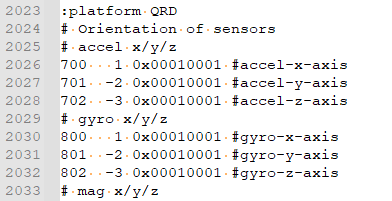 2023 :platform QRD
2024 # Orientation of sensors
2025 # accel x/y/z
2026 700   1 0x00010001 #accel-x-axis
2027 701  -2 0x00010001 #accel-y-axis
2028 702  -3 0x00010001 #accel-z-axis
2029 # gyro x/y/z
2030 800   1 0x00010001 #gyro-x-axis
2031 801  -2 0x00010001 #gyro-y-axis
2032 802  -3 0x00010001 #gyro-z-axis
2033 # mag x/y/z